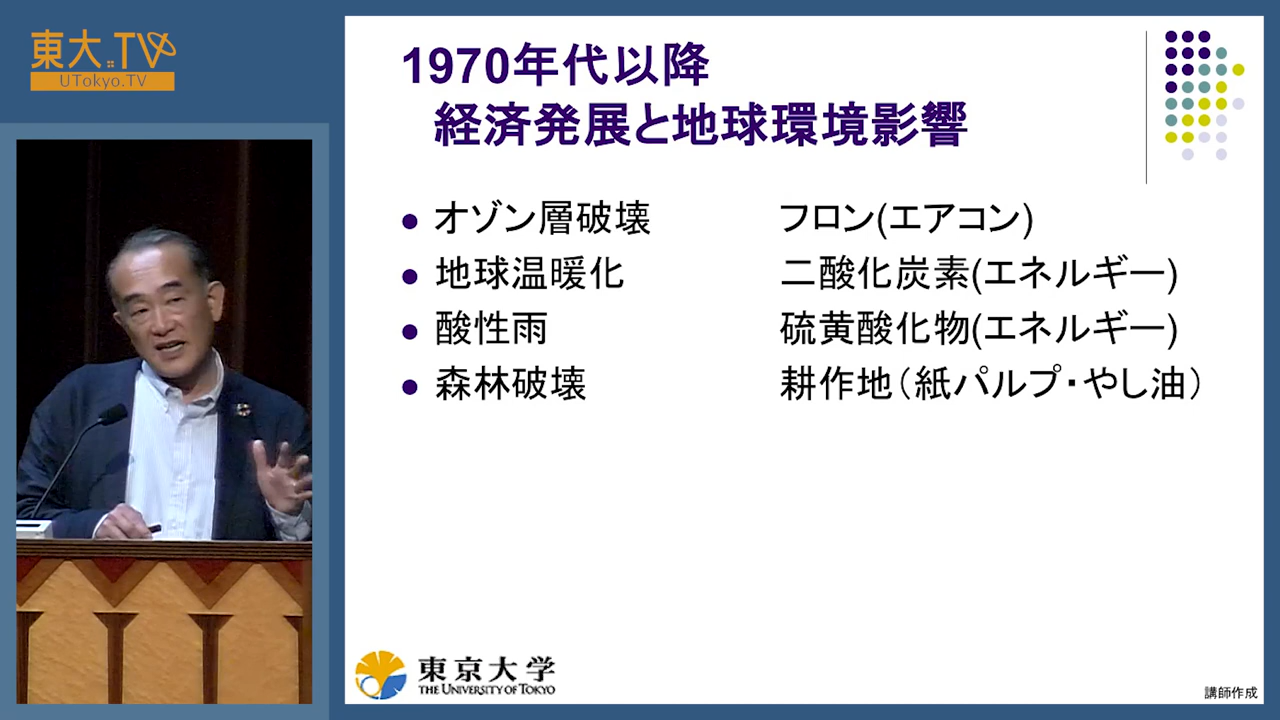 東大.TV
UTokyo.TV
1970年代以降
経済発展と地球環境影響
オゾン層破壊 フロン(エアコン)
地球温暖化 二酸化炭素(エネルギー)
酸性雨 硫黄酸化物(エネルギー)
森林破壊 耕作地(紙パルプ・やし油)
東京大学
THE UNIVERSITY OF TOKYO
講師作成